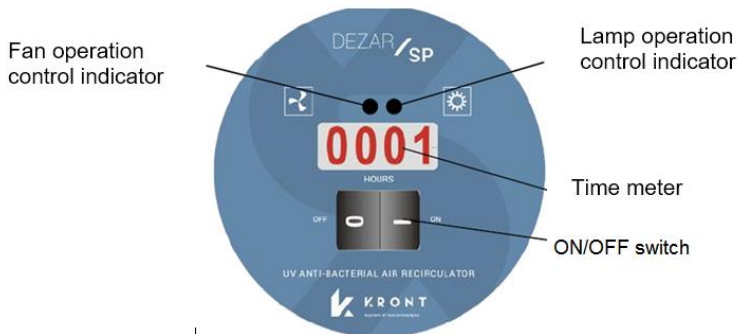 Fan operation
control indicator
Lamp operation
control indicator
DEZAR/SP
0001
HOURS
Time meter
OFF
0
I
ON
ON/OFF switch
UV ANTI-BACTERIAL AIR RECIRCULATOR
KRONT